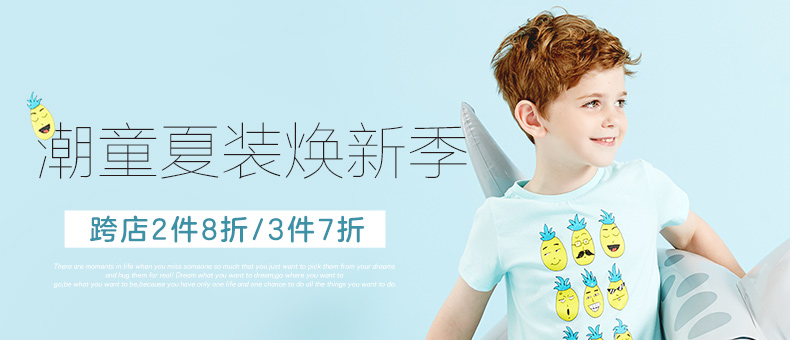 潮童夏装焕新季
跨店2件8折/3件7折
There are moments in life when you miss someone so much that you just want to pick them from your dreams
and hug them for real! Dream what you want to dream;go where you want to
go;be what you want to be,because you have only one life and one chance to do all the things you want to do.